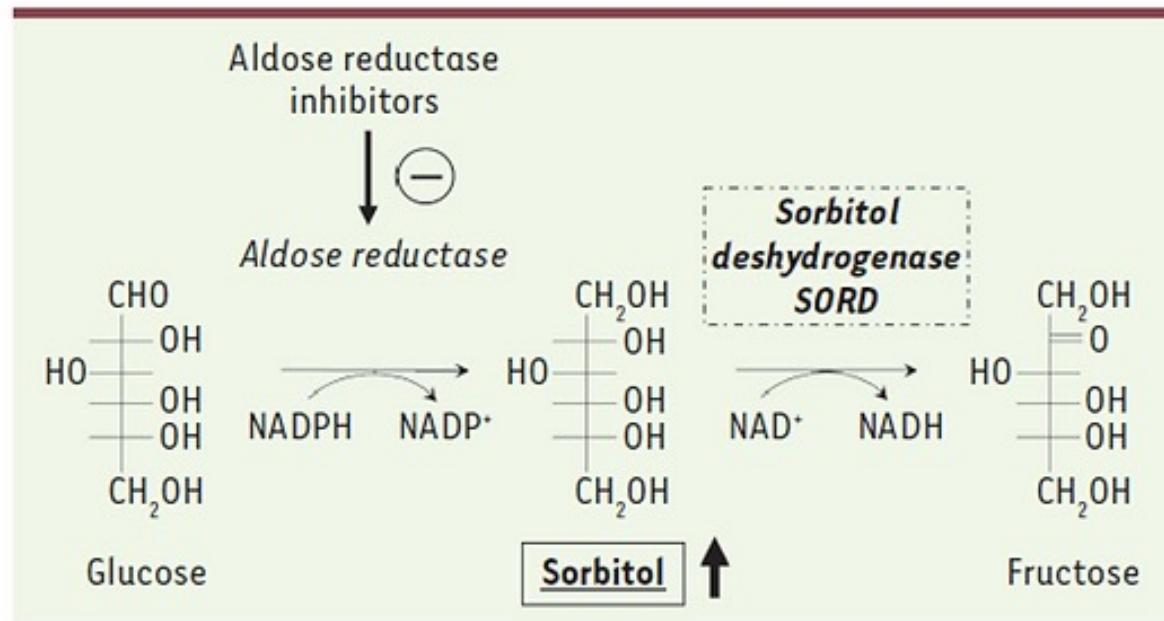 Aldose reductase
inhibitors
−
Aldose reductase
Sorbitol
deshydrogenase
SORD
CHO
OH
HO
OH
OH
CH₂OH
NADPH NADP⁺
CH₂OH
OH
HO
OH
OH
CH₂OH
NAD⁺ NADH
CH₂OH
O
HO
OH
OH
CH₂OH
Glucose
Sorbitol
Fructose